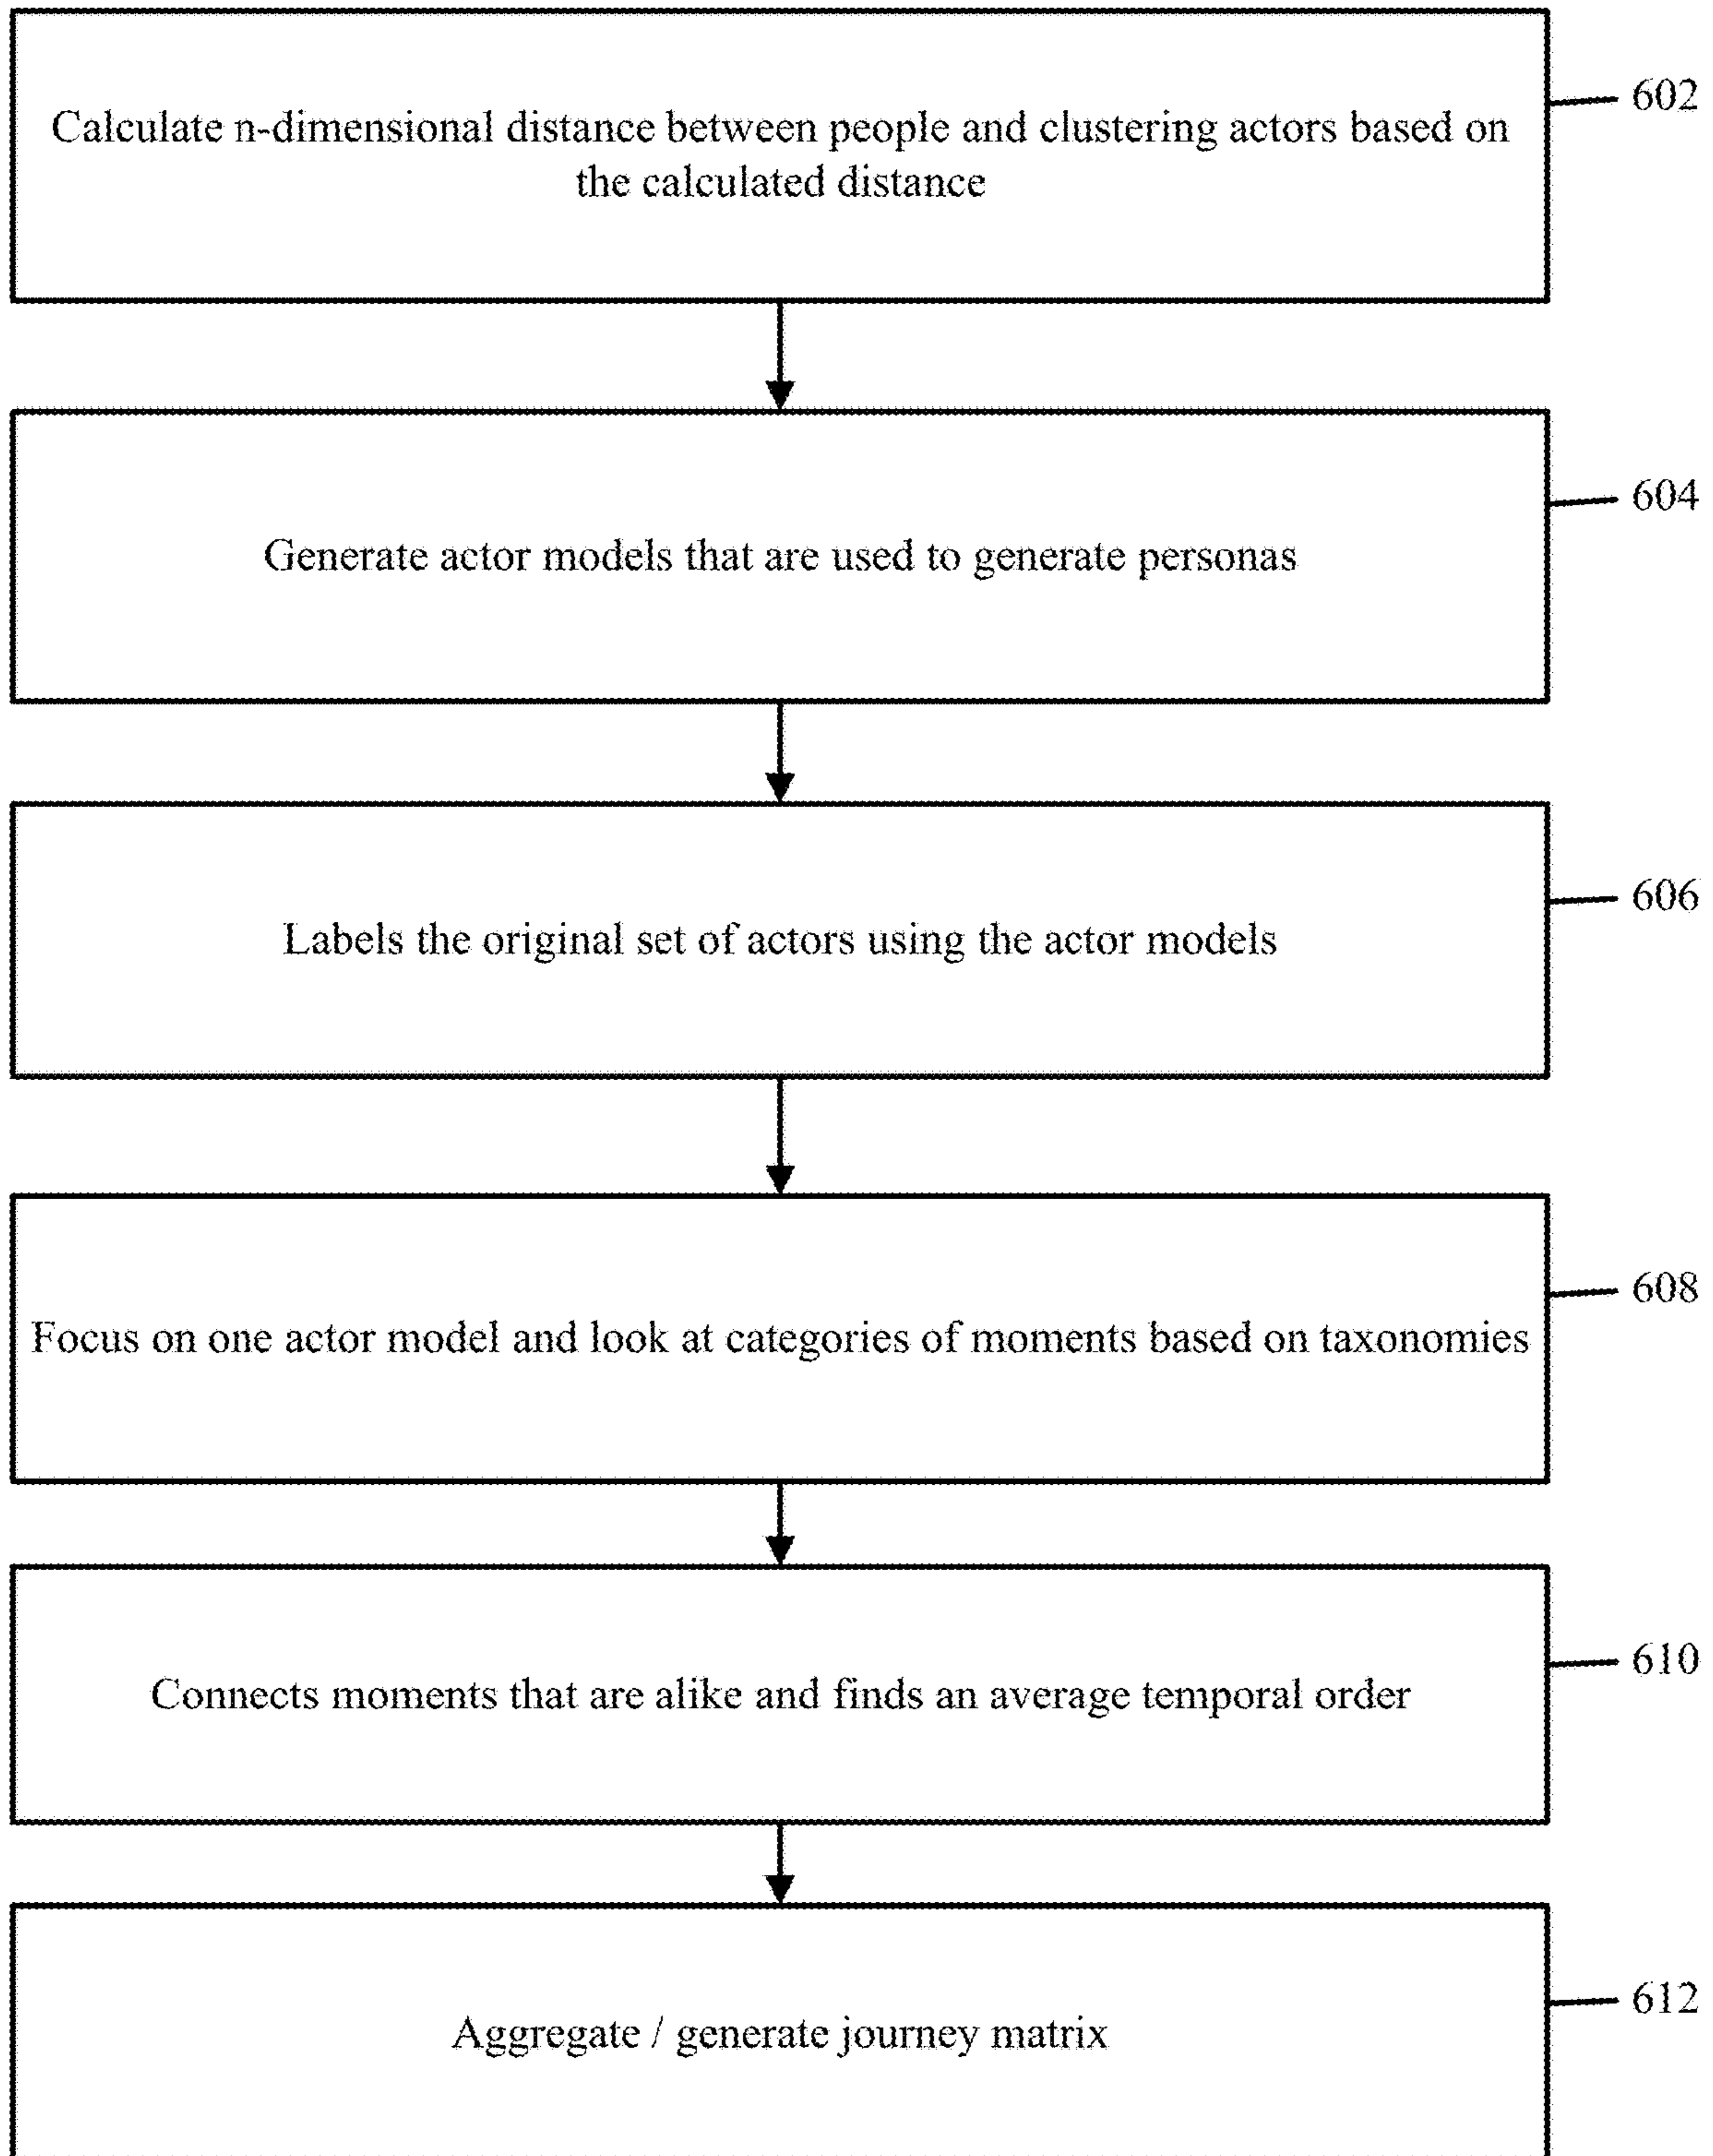 602
Calculate n-dimensional distance between people and clustering actors based on
the calculated distance
604
Generate actor models that are used to generate personas
606
Labels the original set of actors using the actor models
608
Focus on one actor model and look at categories of moments based on taxonomies
610
Connects moments that are alike and finds an average temporal order
612
Aggregate / generate journey matrix